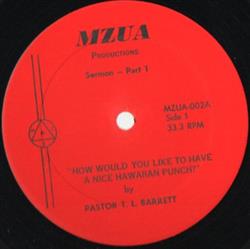 MZUA
PRODUCTIONS
Sermon – Part 1
MZUA-002A
Side 1
33.3 RPM
"HOW WOULD YOU LIKE TO HAVE
A NICE HAWAIIAN PUNCH?"
by
PASTOR T. L. BARRETT